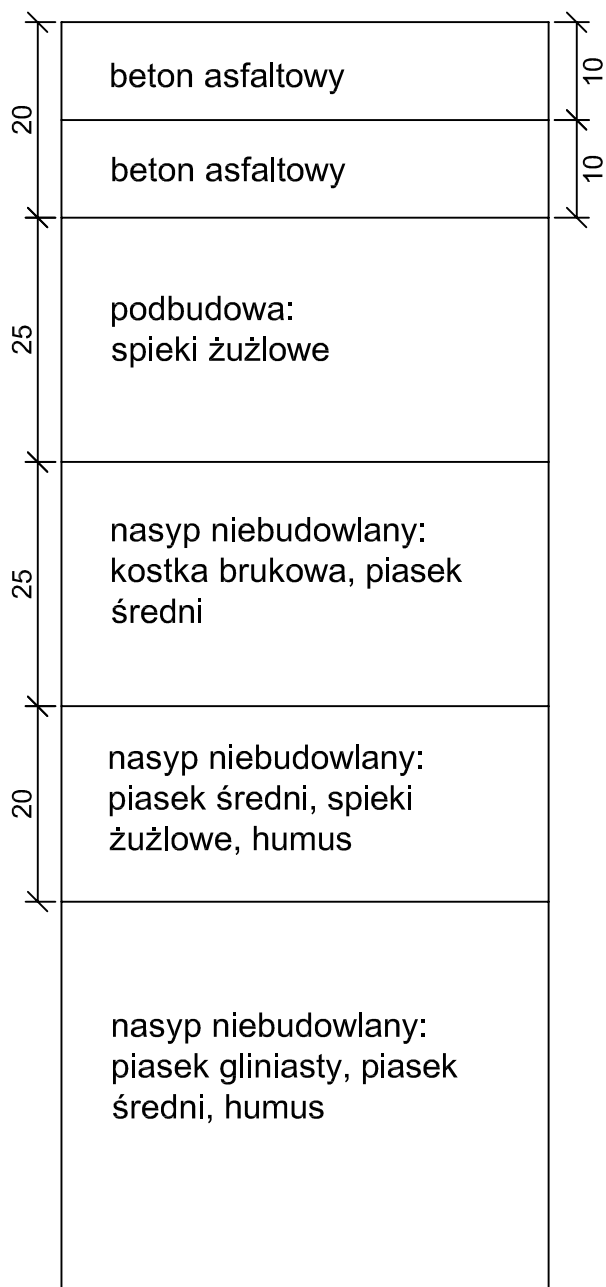 20
beton asfaltowy
10
beton asfaltowy
10
25
podbudowa:
spieki żużlowe
25
nasyp niebudowlany:
kostka brukowa, piasek
średni
20
nasyp niebudowlany:
piasek średni, spieki
żużlowe, humus
nasyp niebudowlany:
piasek gliniasty, piasek
średni, humus